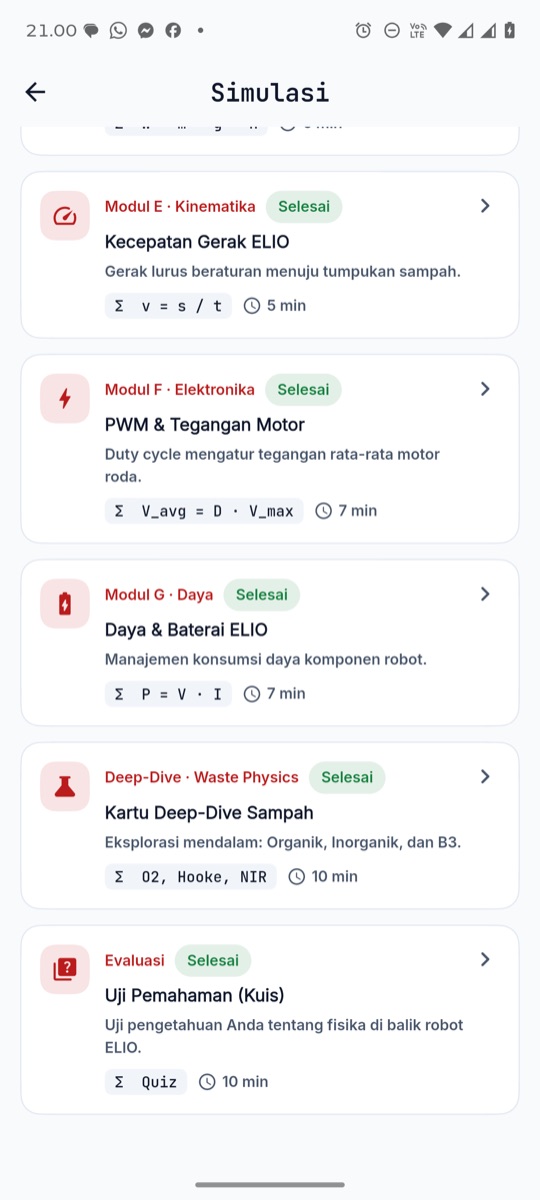 21.00
Vo LTE
Simulasi
Modul E · Kinematika Selesai
Kecepatan Gerak ELIO
Gerak lurus beraturan menuju tumpukan sampah.
Σ v = s / t 5 min
Modul F · Elektronika Selesai
PWM & Tegangan Motor
Duty cycle mengatur tegangan rata-rata motor
roda.
Σ V_avg = D · V_max 7 min
Modul G · Daya Selesai
Daya & Baterai ELIO
Manajemen konsumsi daya komponen robot.
Σ P = V · I 7 min
Deep-Dive · Waste Physics Selesai
Kartu Deep-Dive Sampah
Eksplorasi mendalam: Organik, Inorganik, dan B3.
Σ O2, Hooke, NIR 10 min
Evaluasi Selesai
Uji Pemahaman (Kuis)
Uji pengetahuan Anda tentang fisika di balik robot
ELIO.
Σ Quiz 10 min